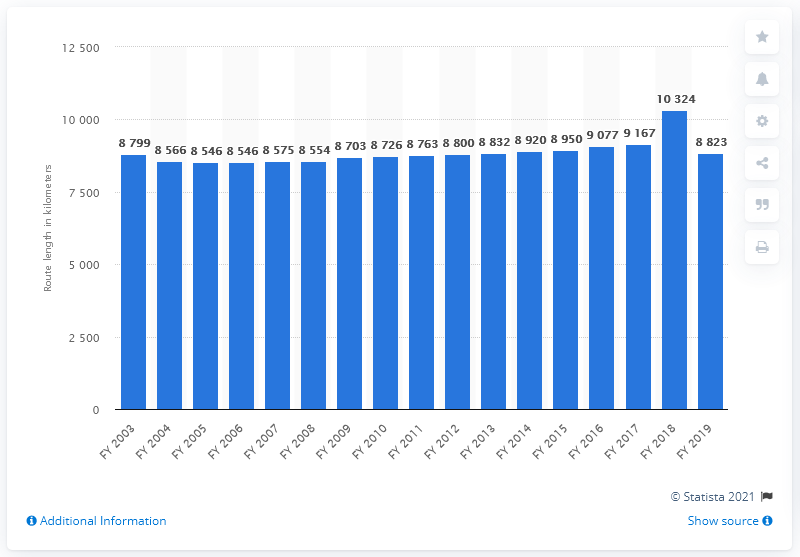 12 500
10 000
7 500
5 000
2 500
0
Route length in kilometers
8 799
8 566
8 546
8 546
8 575
8 554
8 703
8 726
8 763
8 800
8 832
8 920
8 950
9 077
9 167
10 324
8 823
FY 2003
FY 2004
FY 2005
FY 2006
FY 2007
FY 2008
FY 2009
FY 2010
FY 2011
FY 2012
FY 2013
FY 2014
FY 2015
FY 2016
FY 2017
FY 2018
FY 2019
© Statista 2021
Additional Information
Show source